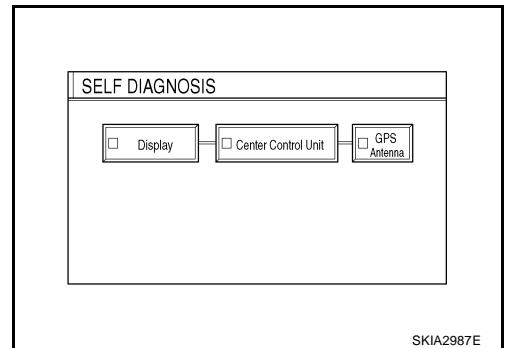 SELF DIAGNOSIS
Display
Center Control Unit
GPS
Antenna
SKIA2987E